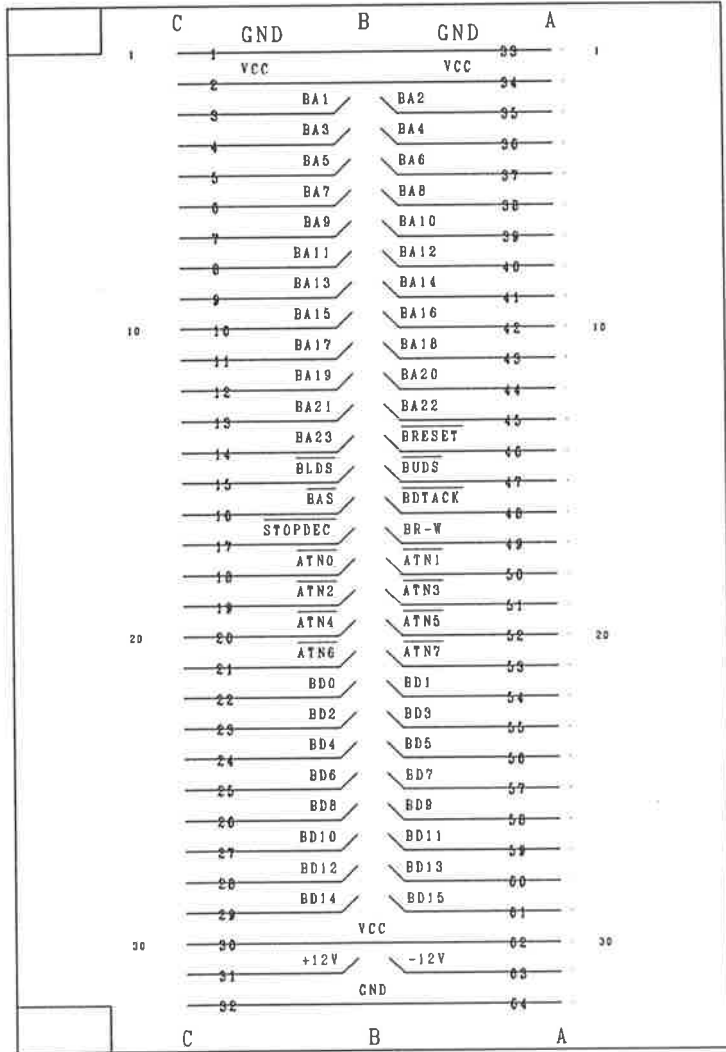 C B A
GND GND
1 1 33 1
VCC VCC
2 34
BA1 BA2
3 35
BA3 BA4
4 36
BA5 BA6
5 37
BA7 BA8
6 38
BA9 BA10
7 39
BA11 BA12
8 40
BA13 BA14
9 41
BA15 BA16
10 10 42 10
BA17 BA18
11 43
BA19 BA20
12 44
BA21 BA22
13 45
BA23 BRESET
14 46
BLDS BUDS
15 47
BAS BDTACK
16 48
STOPDEC BR-W
17 49
ATN0 ATN1
18 50
ATN2 ATN3
19 51
ATN4 ATN5
20 20 52 20
ATN6 ATN7
21 53
BD0 BD1
22 54
BD2 BD3
23 55
BD4 BD5
24 56
BD6 BD7
25 57
BD8 BD9
26 58
BD10 BD11
27 59
BD12 BD13
28 60
BD14 BD15
29 61
VCC
30 30 62 30
+12V -12V
31 63
GND
32 64
C B A